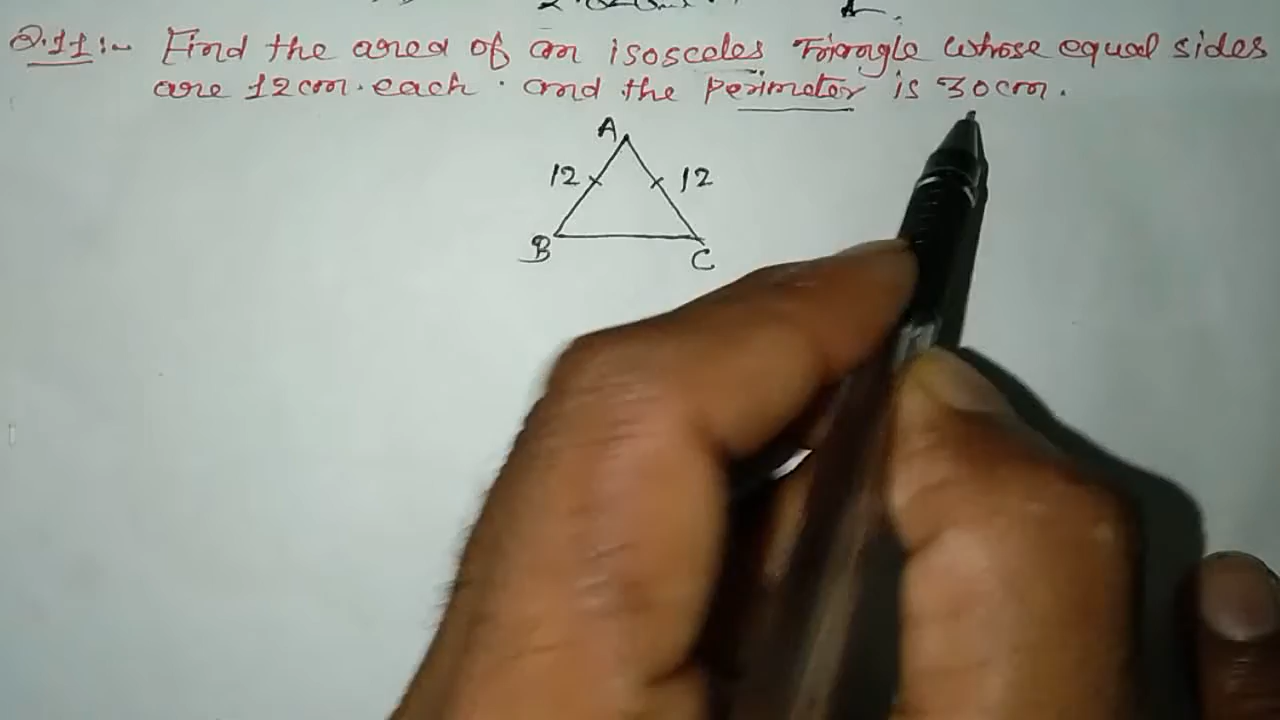 Q.11:- Find the area of an isosceles Triangle whose equal sides
are 12cm. each. and the perimeter is 30cm.
A
12 12
B C